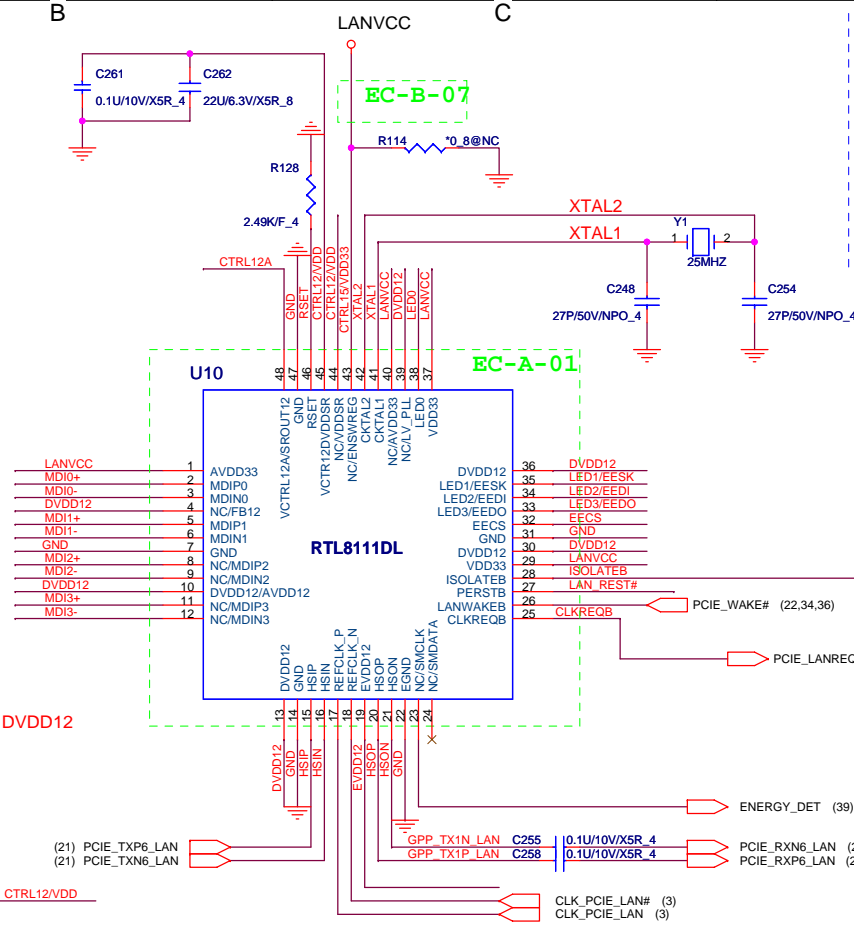 B
C
LANVCC
C261
0.1U/10V/X5R_4
C262
22U/6.3V/X5R_8
EC-B-07
R114
*0_8@NC
R128
2.49K/F_4
XTAL2
XTAL1
Y1
1
2
25MHZ
C248
27P/50V/NPO_4
C254
27P/50V/NPO_4
CTRL12A
GND
RSET
CTRL12/VDD
CTRL12/VDD
CTRL15/VDD33
XTAL2
XTAL1
LANVCC
DVDD12
LED0
LANVCC
EC-A-01
U10
48
47
46
45
44
43
42
41
40
39
38
37
VCTRL12A/SROUT12
GND
RSET
VCTR12DVDDSR
NC/VDDSR
NC/ENSWREG
CKTAL2
CKTAL1
NC/AVDD33
NC/LV_PLL
LED0
VDD33
LANVCC 1 AVDD33
MDI0+ 2 MDIP0
MDI0- 3 MDIN0
DVDD12 4 NC/FB12
MDI1+ 5 MDIP1
MDI1- 6 MDIN1
GND 7 GND
MDI2+ 8 NC/MDIP2
MDI2- 9 NC/MDIN2
DVDD12 10 DVDD12/AVDD12
MDI3+ 11 NC/MDIP3
MDI3- 12 NC/MDIN3
RTL8111DL
DVDD12 36 DVDD12
LED1/EESK 35 LED1/EESK
LED2/EEDI 34 LED2/EEDI
LED3/EEDO 33 LED3/EEDO
EECS 32 EECS
GND 31 GND
DVDD12 30 DVDD12
VDD33 29 LANVCC
ISOLATEB 28 ISOLATEB
PERSTB 27 LAN_REST#
LANWAKEB 26 PCIE_WAKE# (22,34,36)
CLKREQB 25 CLKREQB
PCIE_LANREQ
DVDD12
GND
HSIP
HSIN
REFCLK_P
REFCLK_N
EVDD12
HSOP
HSON
EGND
NC/SMCLK
NC/SMDATA
13
14
15
16
17
18
19
20
21
22
23
24
DVDD12
DVDD12
GND
HSIP
HSIN
EVDD12
HSOP
HSON
GND
ENERGY_DET (39)
(21) PCIE_TXP6_LAN
(21) PCIE_TXN6_LAN
GPP_TX1N_LAN C255 0.1U/10V/X5R_4 PCIE_RXN6_LAN (2
GPP_TX1P_LAN C258 0.1U/10V/X5R_4 PCIE_RXP6_LAN (2
CTRL12/VDD
CLK_PCIE_LAN# (3)
CLK_PCIE_LAN (3)